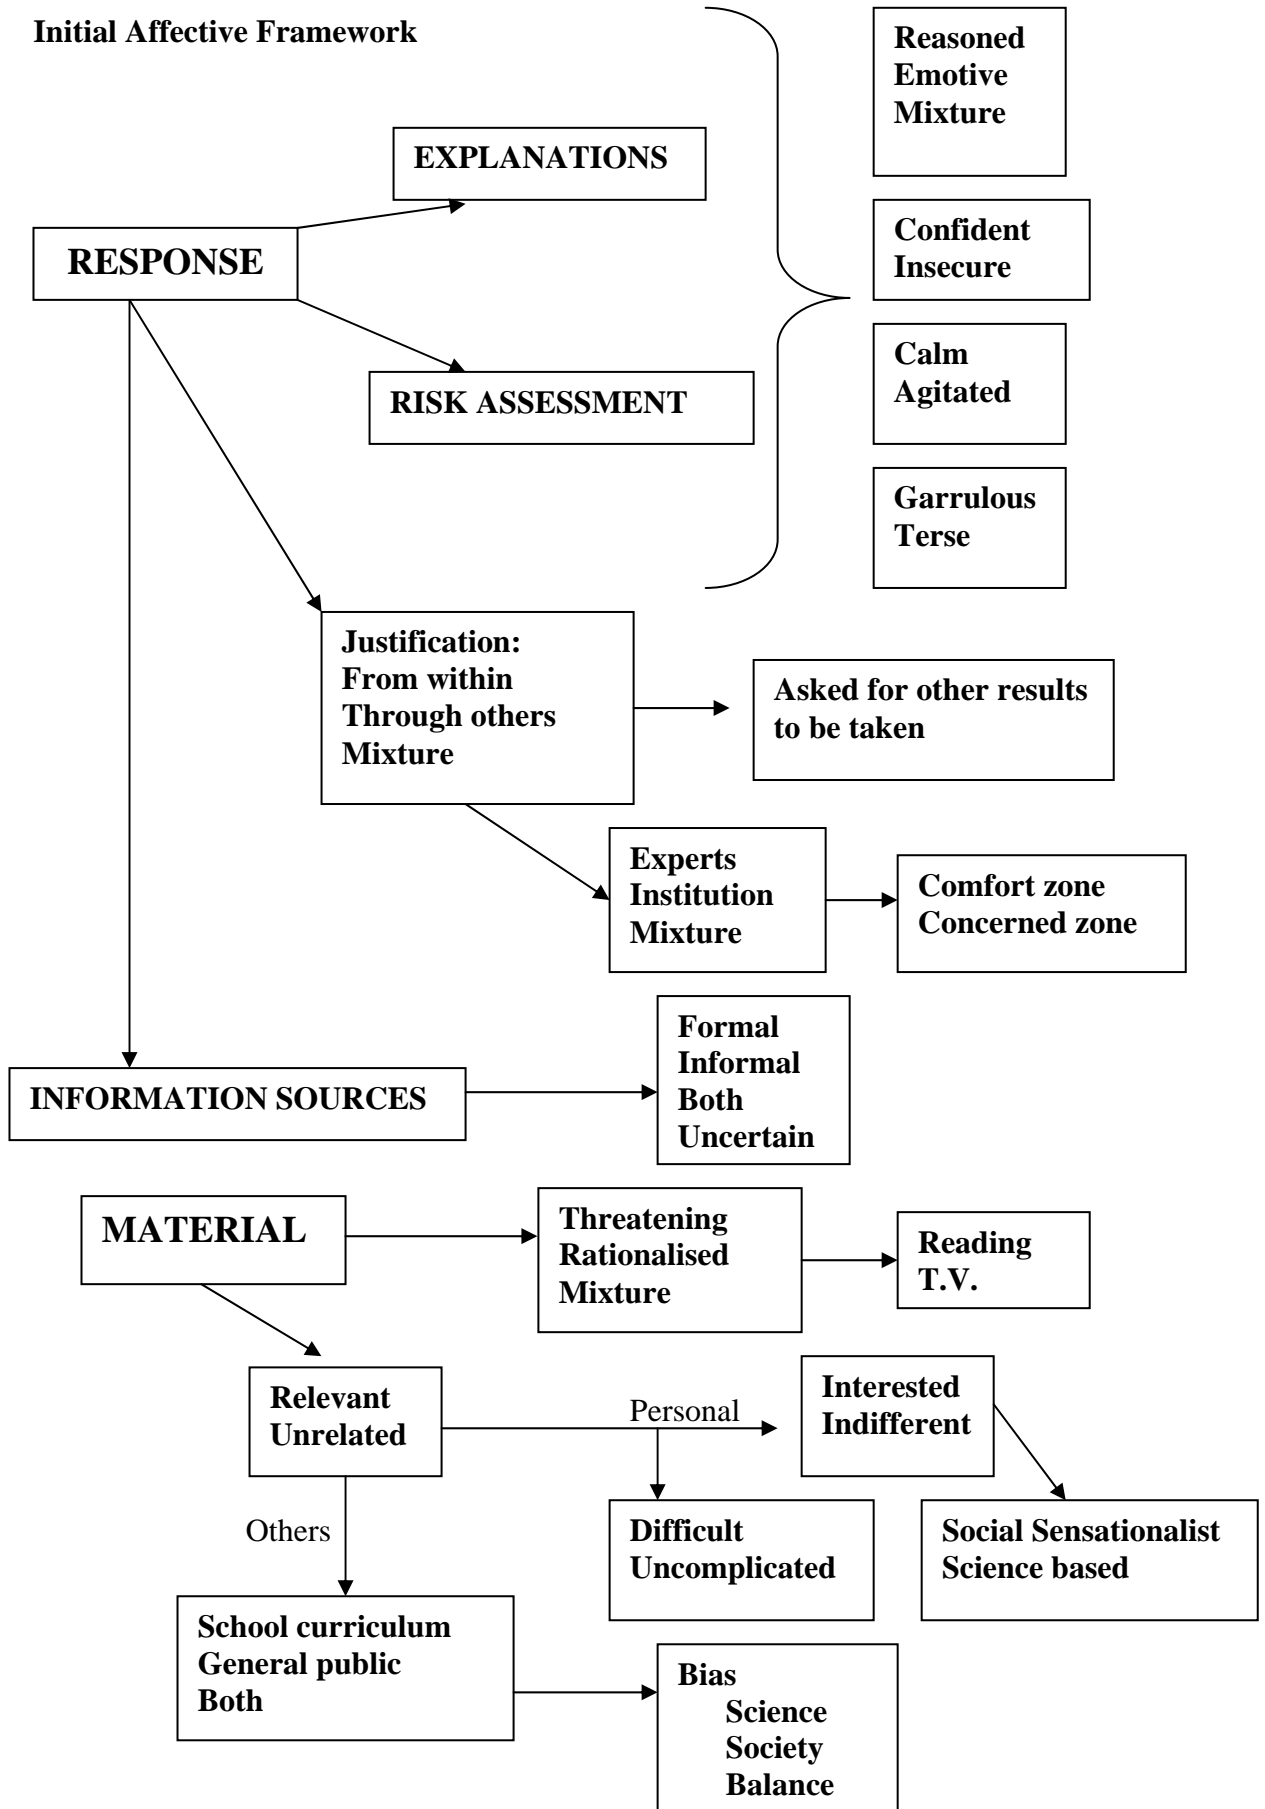 Initial Affective Framework
Reasoned
Emotive
Mixture
EXPLANATIONS
Confident
Insecure
RESPONSE
Calm
Agitated
RISK ASSESSMENT
Garrulous
Terse
Justification:
From within
Through others
Mixture
Asked for other results
to be taken
Experts
Institution
Mixture
Comfort zone
Concerned zone
Formal
Informal
Both
Uncertain
INFORMATION SOURCES
MATERIAL
Threatening
Rationalised
Mixture
Reading
T.V.
Relevant
Unrelated
Personal
Interested
Indifferent
Others
Difficult
Uncomplicated
Social Sensationalist
Science based
School curriculum
General public
Both
Bias
Science
Society
Balance